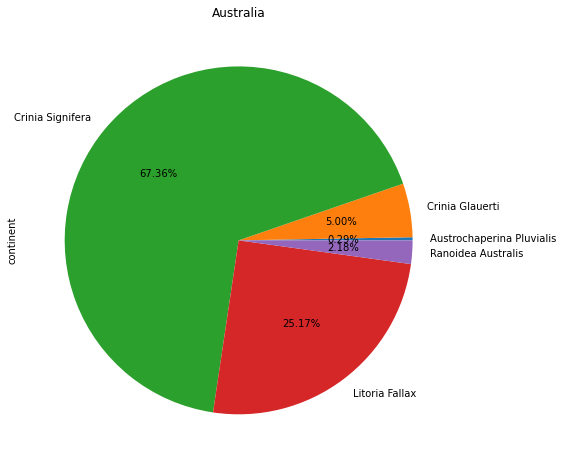 Australia
Crinia Signifera
67.36%
Crinia Glauerti
5.00%
Austrochaperina Pluvialis
0.29%
continent
2.18%
Ranoidea Australis
25.17%
Litoria Fallax